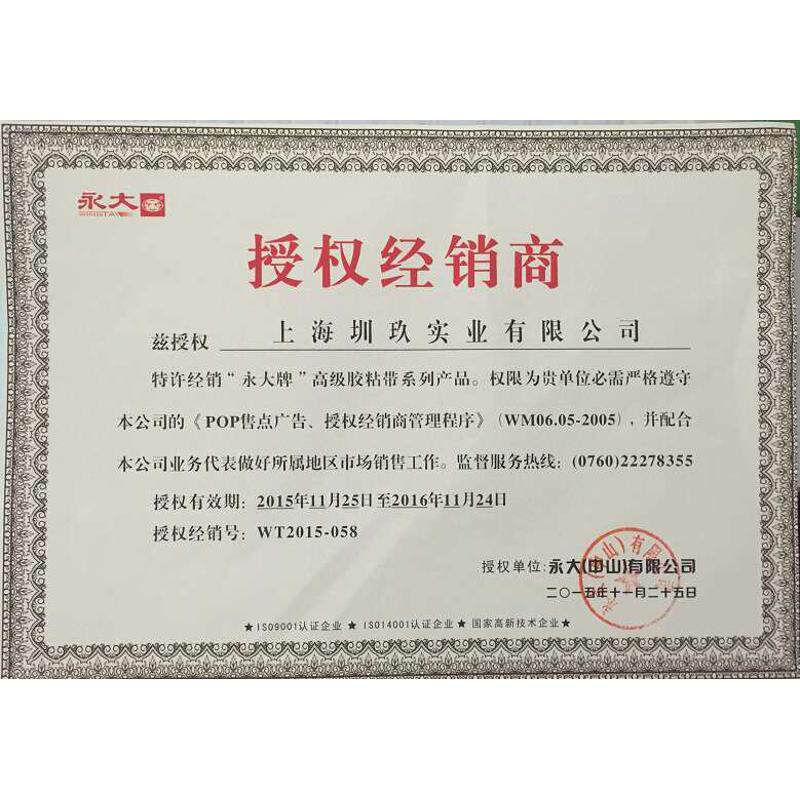 永大
授权经销商
兹授权 上海圳玖实业有限公司
特许经销“永大牌”高级胶粘带系列产品。权限为贵单位必需严格遵守
本公司的《POP售点广告、授权经销商管理程序》（WM06.05-2005），并配合
本公司业务代表做好所属地区市场销售工作。监督服务热线：(0760)22278355
授权有效期：2015年11月25日至2016年11月24日
授权经销号：WT2015-058
授权单位：永大(中山)有限公司
二〇一五年十一月二十五日
★ISO9001认证企业 ★ ISO14001认证企业 ★ 国家高新技术企业★